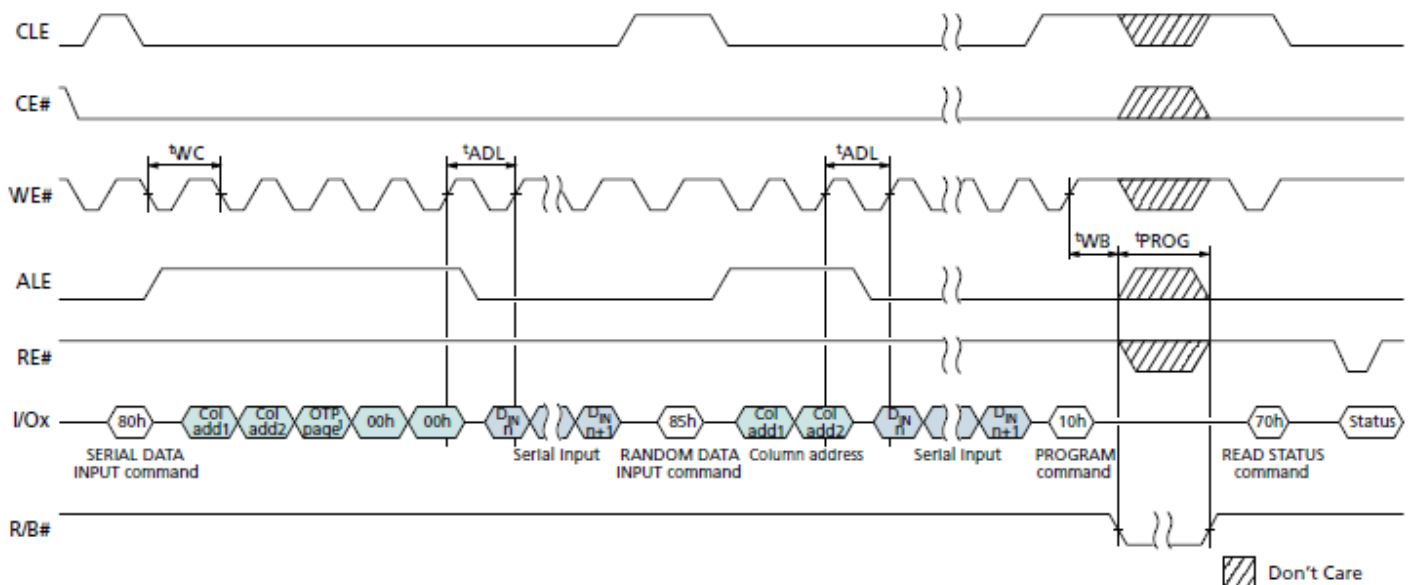 CLE
CE#
tWC
tADL
tADL
WE#
tWB
tPROG
ALE
RE#
I/Ox
80h
Col add1
Col add2
OTP page
00h
00h
DIN n
DIN n+1
85h
Col add1
Col add2
DIN n
DIN n+1
10h
70h
Status
SERIAL DATA
INPUT command
Serial input
RANDOM DATA
INPUT command
Column address
Serial input
PROGRAM
command
READ STATUS
command
R/B#
Don't Care